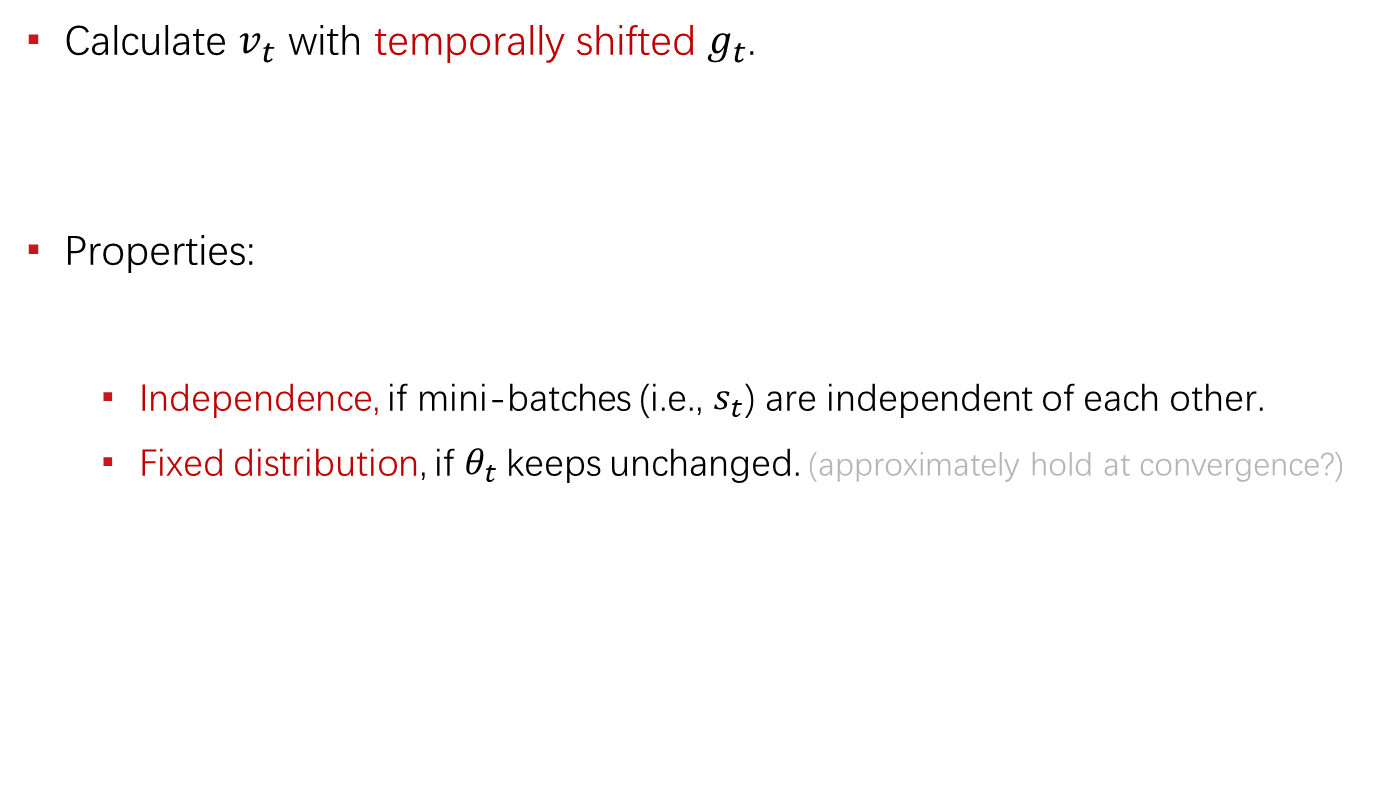 ▪ Calculate $v_t$ with temporally shifted $g_t$.
▪ Properties:
▪ Independence, if mini-batches (i.e., $s_t$) are independent of each other.
▪ Fixed distribution, if $\theta_t$ keeps unchanged. (approximately hold at convergence?)